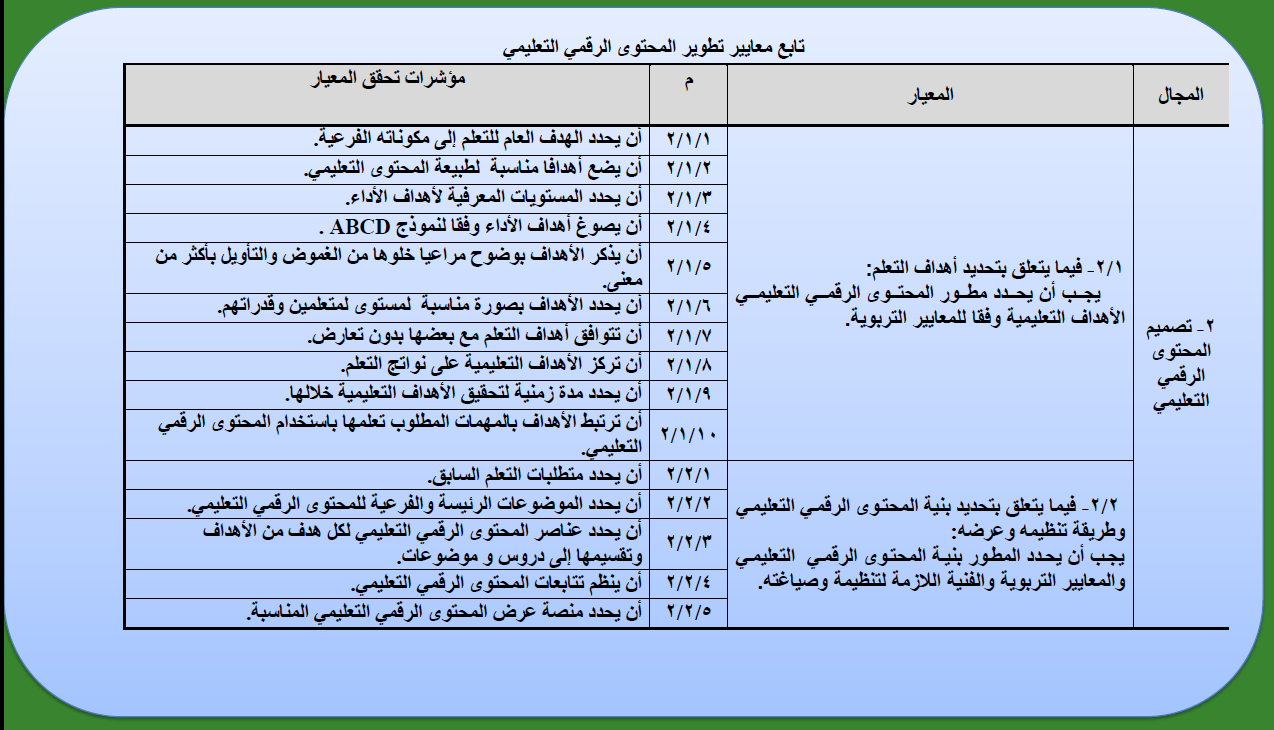 تابع معايير تطوير المحتوى الرقمي التعليمي
المجال
المعيار
م
مؤشرات تحقق المعيار
٢- تصميم
المحتوى
الرقمي
التعليمي
٢/١- فيما يتعلق بتحديد أهداف التعلم:
يجب أن يحدد مطور المحتوى الرقمي التعليمي
الأهداف التعليمية وفقا للمعايير التربوية.
٢/١/١
أن يحدد الهدف العام للتعلم إلى مكوناته الفرعية.
٢/١/٢
أن يضع أهدافا مناسبة لطبيعة المحتوى التعليمي.
٢/١/٣
أن يحدد المستويات المعرفية لأهداف الأداء.
٢/١/٤
أن يصوغ أهداف الأداء وفقا لنموذج ABCD .
٢/١/٥
أن يذكر الأهداف بوضوح مراعيا خلوها من الغموض والتأويل بأكثر من
معنى.
٢/١/٦
أن يحدد الأهداف بصورة مناسبة لمستوى لمتعلمين وقدراتهم.
٢/١/٧
أن تتوافق أهداف التعلم مع بعضها بدون تعارض.
٢/١/٨
أن تركز الأهداف التعليمية على نواتج التعلم.
٢/١/٩
أن يحدد مدة زمنية لتحقيق الأهداف التعليمية خلالها.
٢/١/١٠
أن ترتبط الأهداف بالمهمات المطلوب تعلمها باستخدام المحتوى الرقمي
التعليمي.
٢/٢- فيما يتعلق بتحديد بنية المحتوى الرقمي التعليمي
وطريقة تنظيمه وعرضه:
يجب أن يحدد المطور بنية المحتوى الرقمي التعليمي
والمعايير التربوية والفنية اللازمة لتنظيمة وصياغته.
٢/٢/١
أن يحدد متطلبات التعلم السابق.
٢/٢/٢
أن يحدد الموضوعات الرئيسة والفرعية للمحتوى الرقمي التعليمي.
٢/٢/٣
أن يحدد عناصر المحتوى الرقمي التعليمي لكل هدف من الأهداف
وتقسيمها إلى دروس و موضوعات.
٢/٢/٤
أن ينظم تتابعات المحتوى الرقمي التعليمي.
٢/٢/٥
أن يحدد منصة عرض المحتوى الرقمي التعليمي المناسبة.